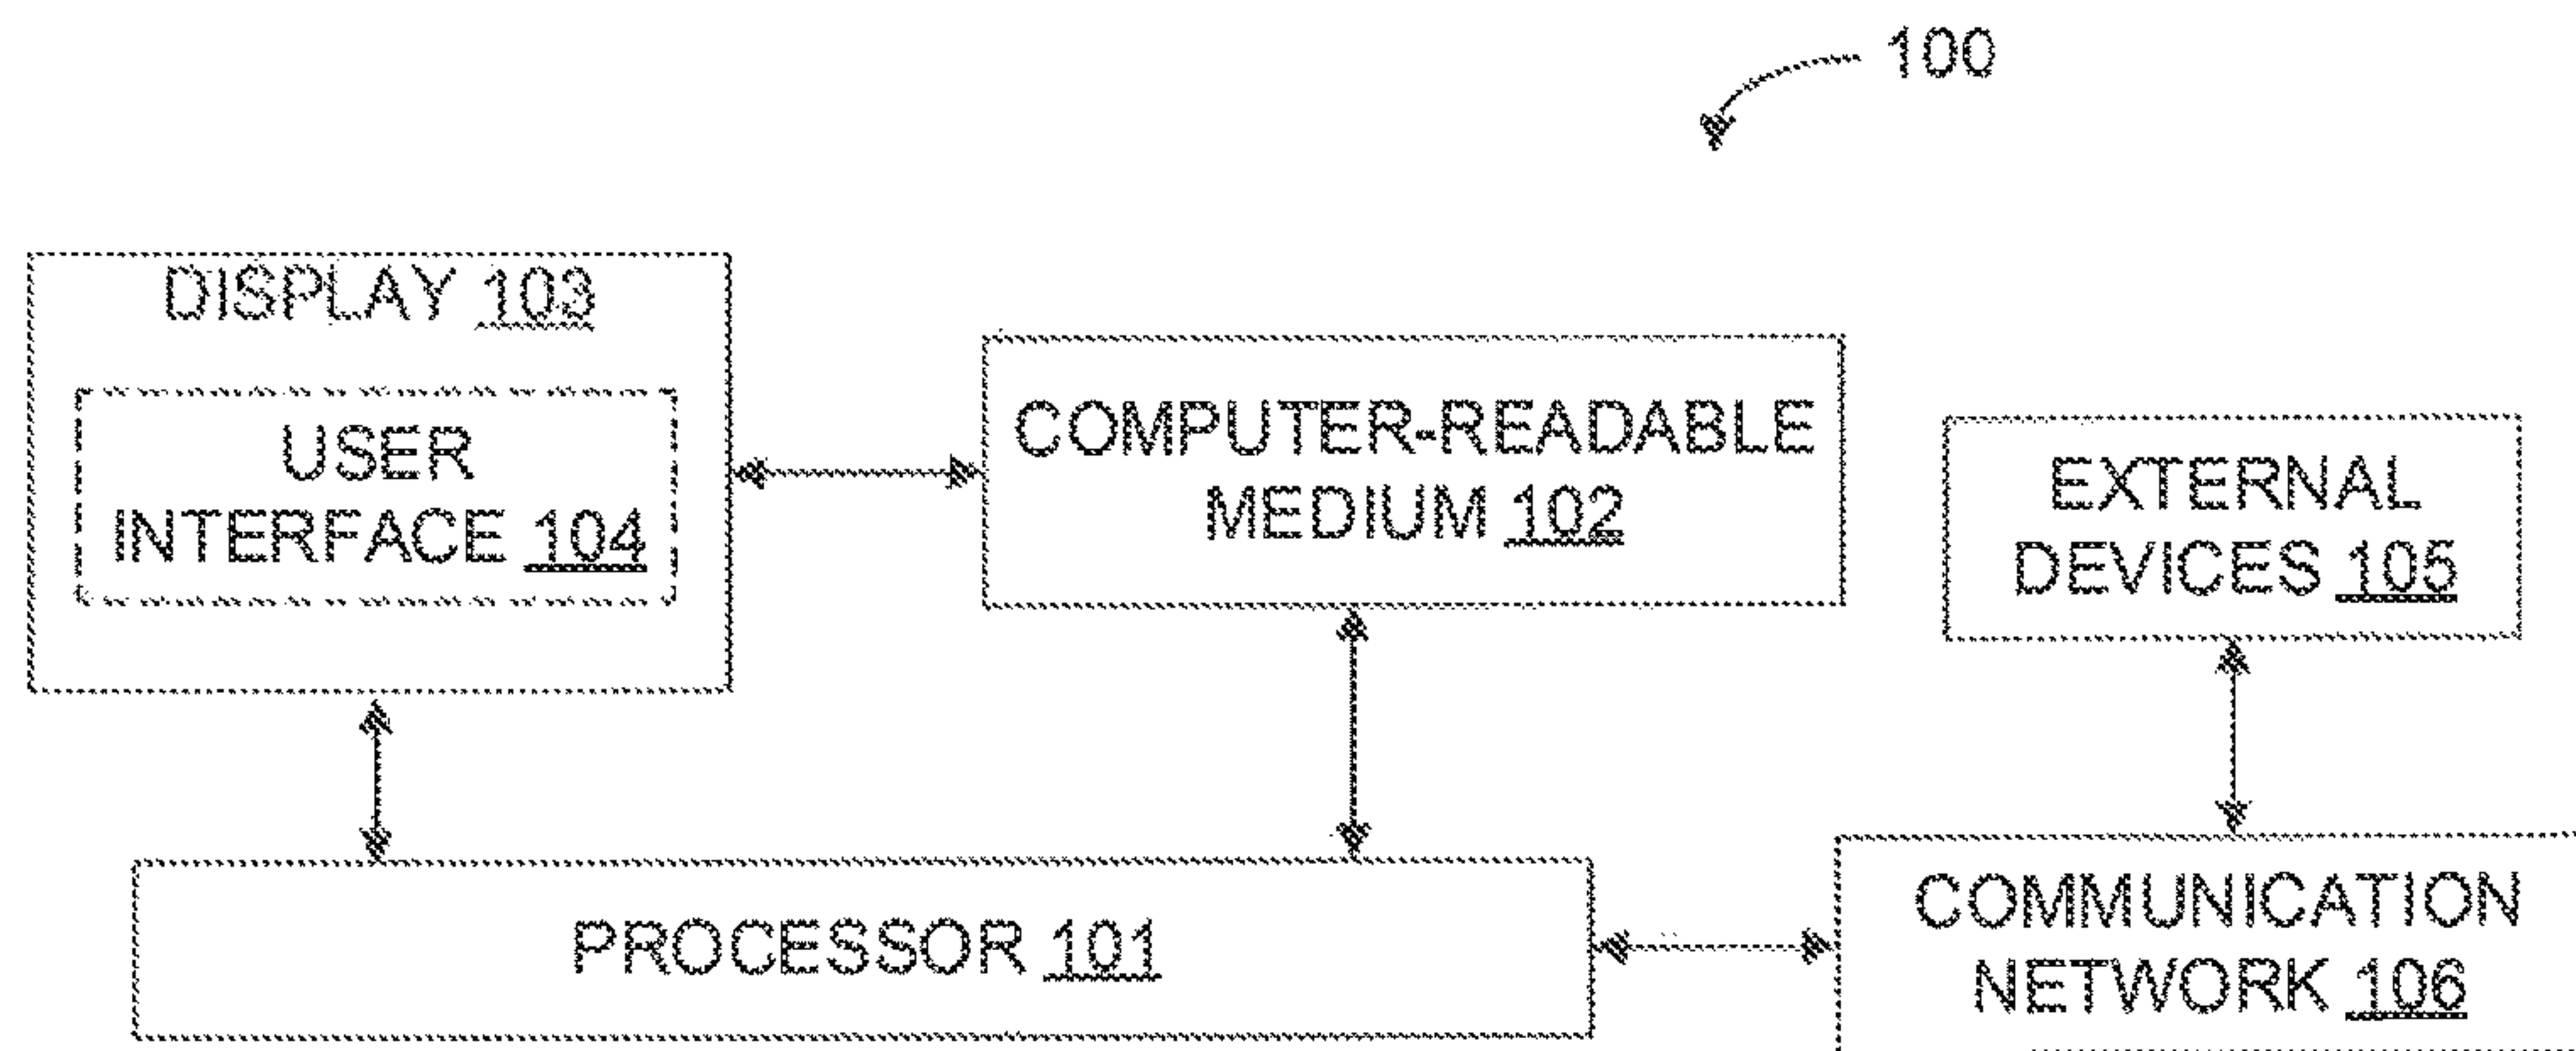 100
DISPLAY 103
USER
INTERFACE 104
COMPUTER-READABLE
MEDIUM 102
EXTERNAL
DEVICES 105
PROCESSOR 101
COMMUNICATION
NETWORK 106